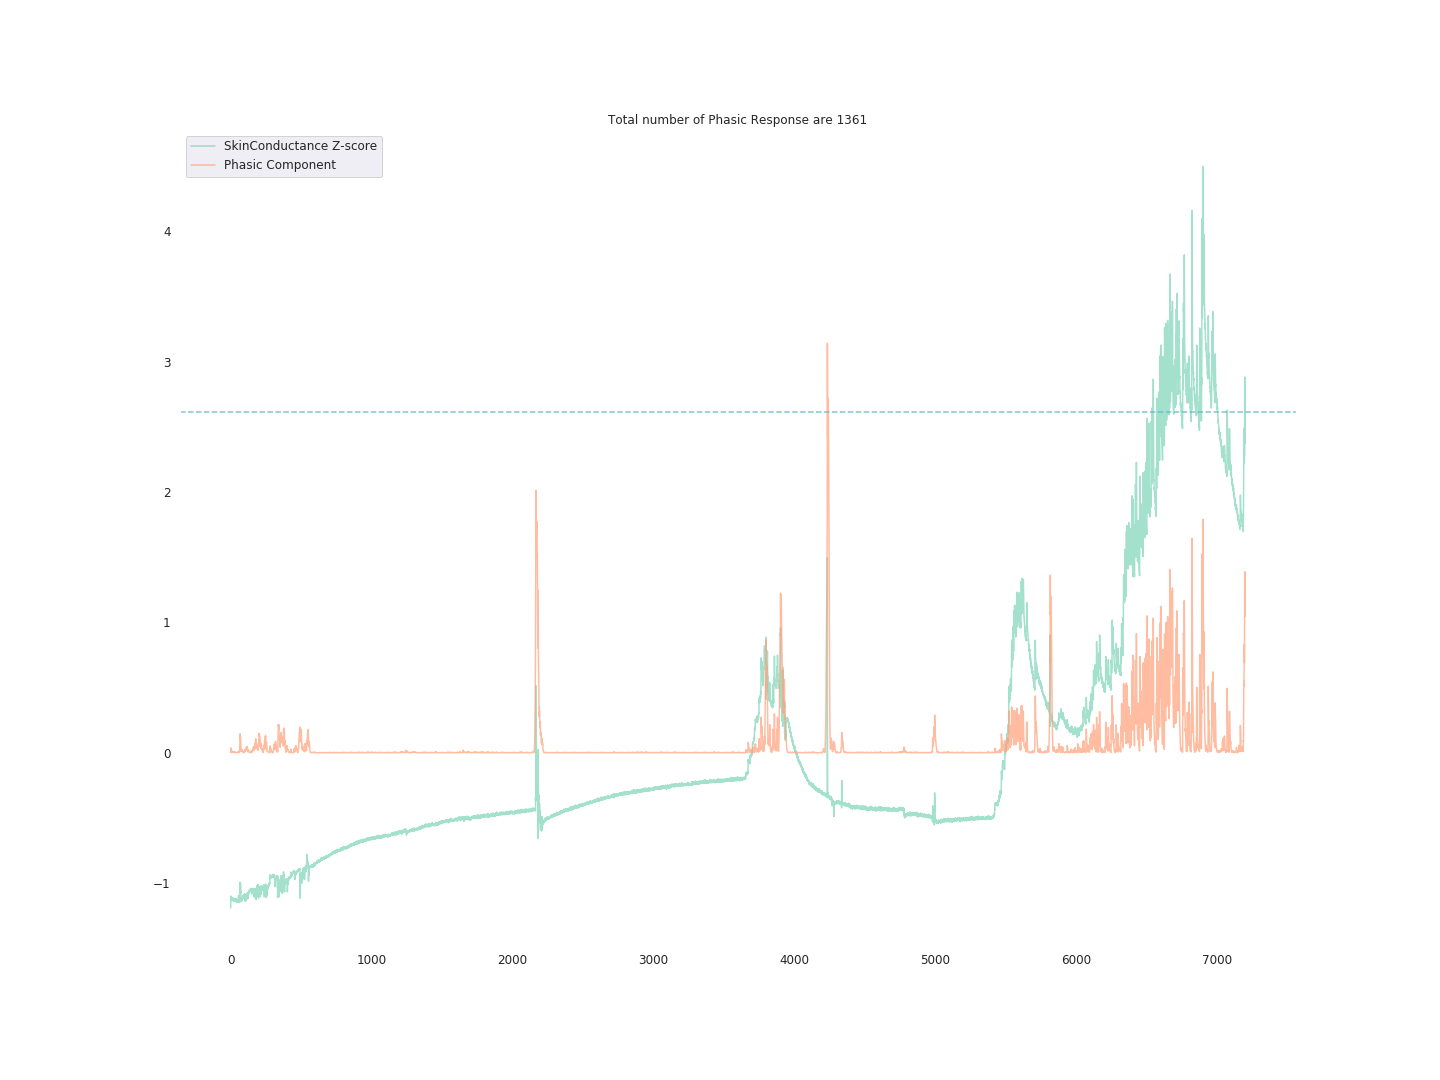 Total number of Phasic Response are 1361
SkinConductance Z-score
Phasic Component
4
3
2
1
0
−1
0 1000 2000 3000 4000 5000 6000 7000